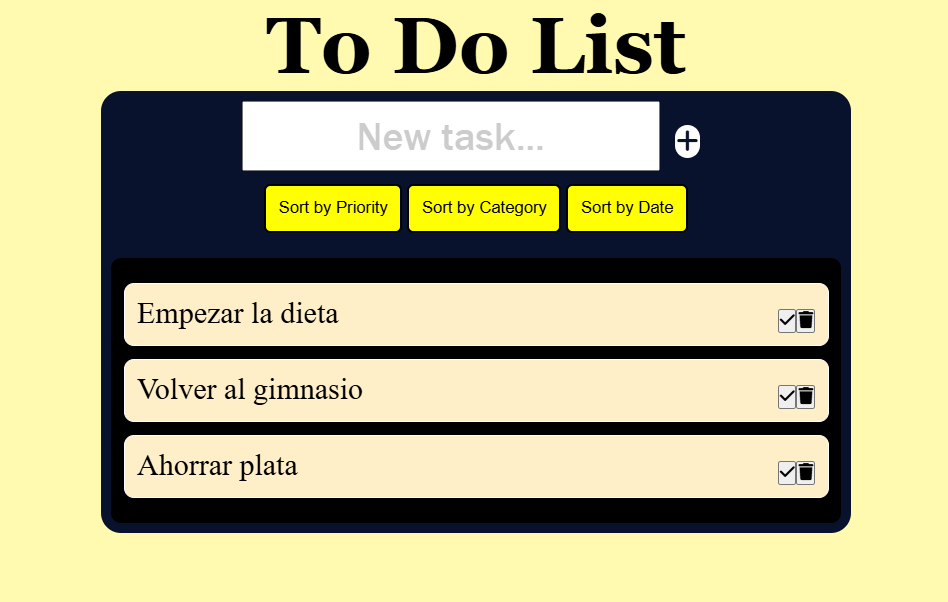 To Do List
New task...
Sort by Priority Sort by Category Sort by Date
Empezar la dieta
Volver al gimnasio
Ahorrar plata